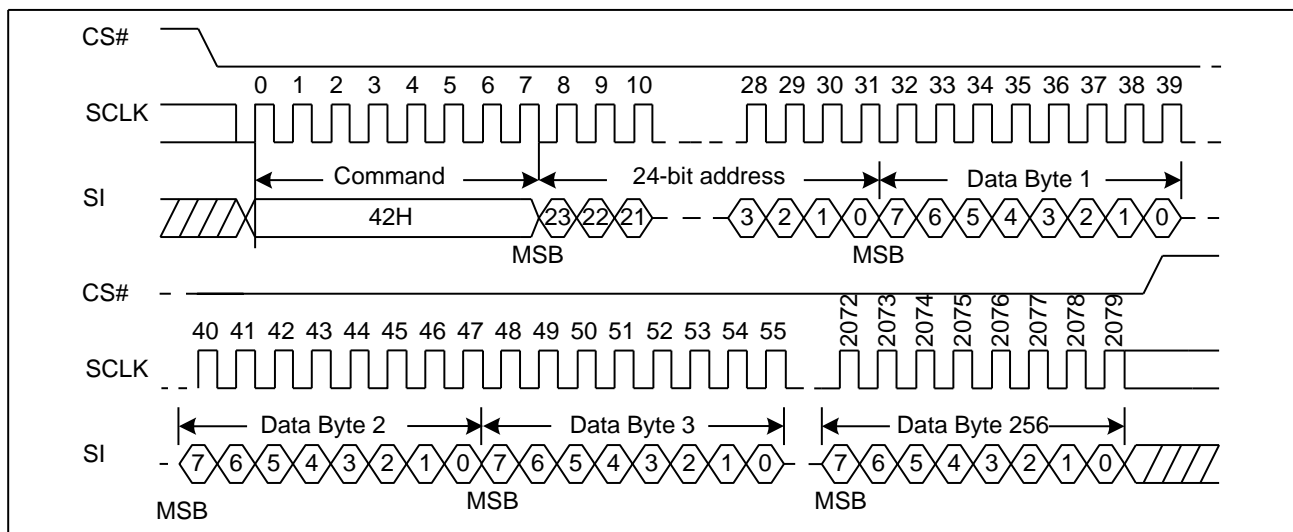 CS#
0 1 2 3 4 5 6 7 8 9 10 28 29 30 31 32 33 34 35 36 37 38 39
SCLK
Command 24-bit address Data Byte 1
SI
42H 23 22 21 3 2 1 0 7 6 5 4 3 2 1 0
MSB MSB
CS#
2072 2073 2074 2075 2076 2077 2078 2079
40 41 42 43 44 45 46 47 48 49 50 51 52 53 54 55
SCLK
Data Byte 2 Data Byte 3 Data Byte 256
SI
7 6 5 4 3 2 1 0 7 6 5 4 3 2 1 0 7 6 5 4 3 2 1 0
MSB MSB MSB